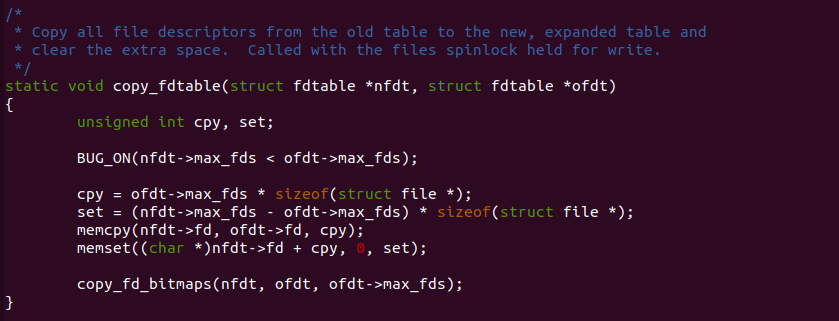 /*
 * Copy all file descriptors from the old table to the new, expanded table and
 * clear the extra space.  Called with the files spinlock held for write.
 */
static void copy_fdtable(struct fdtable *nfdt, struct fdtable *ofdt)
{
        unsigned int cpy, set;

        BUG_ON(nfdt->max_fds < ofdt->max_fds);

        cpy = ofdt->max_fds * sizeof(struct file *);
        set = (nfdt->max_fds - ofdt->max_fds) * sizeof(struct file *);
        memcpy(nfdt->fd, ofdt->fd, cpy);
        memset((char *)nfdt->fd + cpy, 0, set);

        copy_fd_bitmaps(nfdt, ofdt, ofdt->max_fds);
}